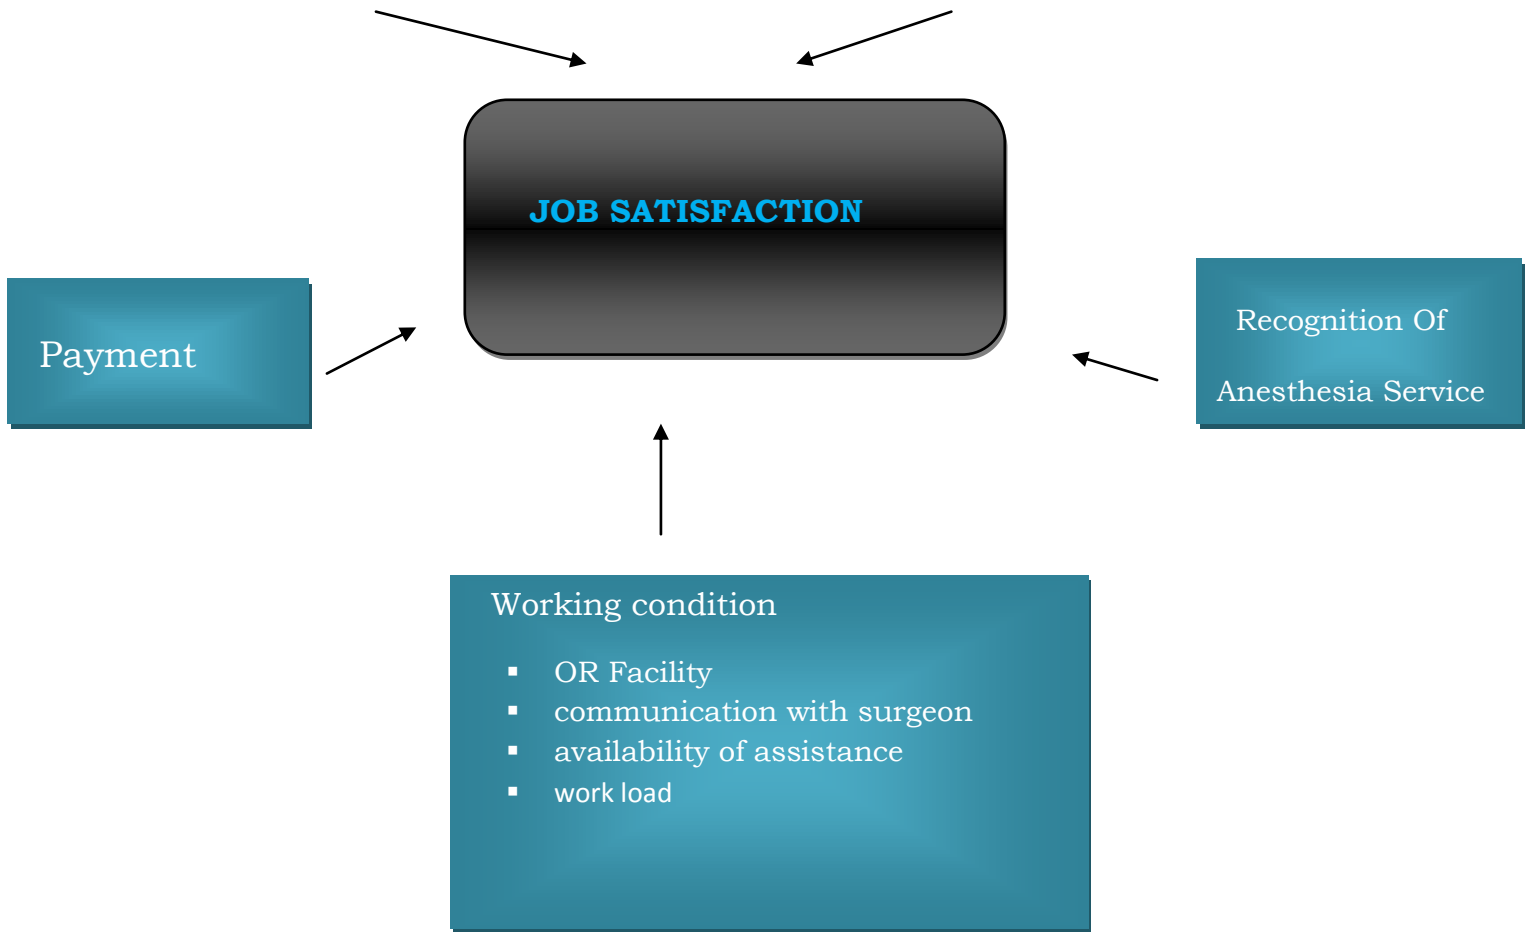 JOB SATISFACTION
Payment
Recognition Of
Anesthesia Service
Working condition
▪ OR Facility
▪ communication with surgeon
▪ availability of assistance
▪ work load